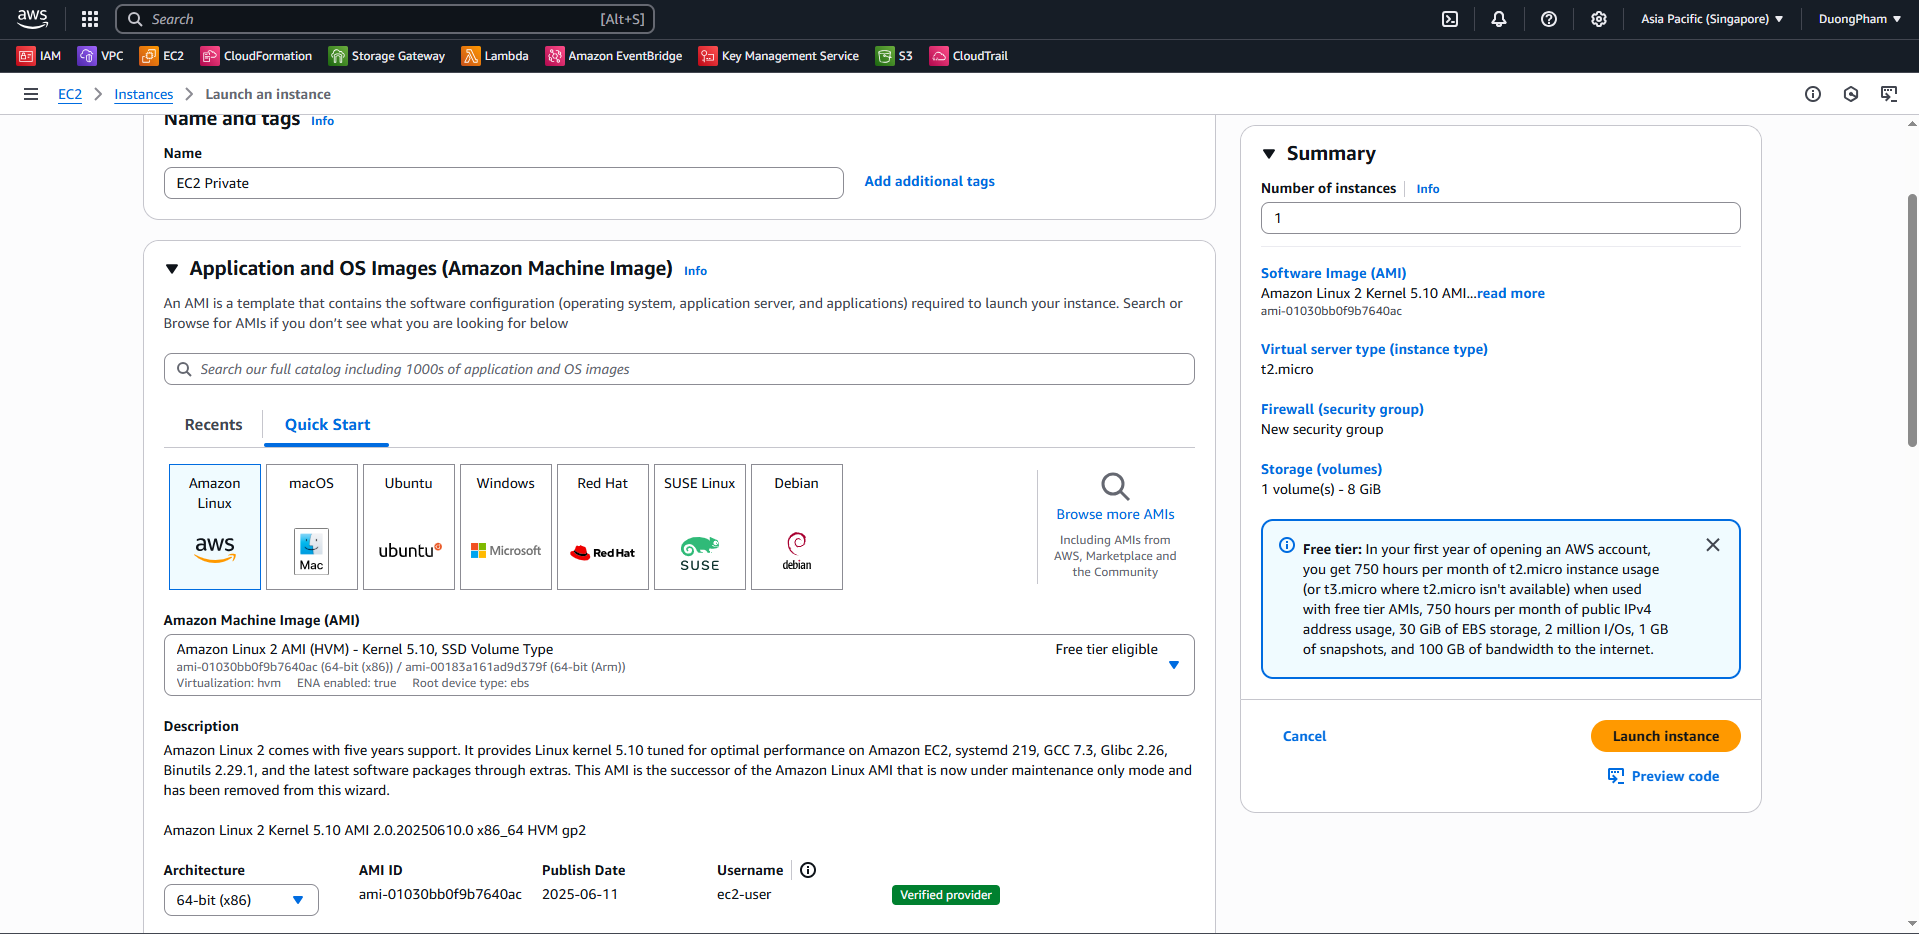 aws
Search [Alt+S]
Asia Pacific (Singapore)
DuongPham
IAM VPC EC2 CloudFormation Storage Gateway Lambda Amazon EventBridge Key Management Service S3 CloudTrail
EC2 Instances Launch an instance
Name and tags Info
Name
EC2 Private
Add additional tags
Application and OS Images (Amazon Machine Image) Info
An AMI is a template that contains the software configuration (operating system, application server, and applications) required to launch your instance. Search or
Browse for AMIs if you don't see what you are looking for below
Search our full catalog including 1000s of application and OS images
Recents
Quick Start
Amazon
Linux
aws
macOS
Mac
Ubuntu
ubuntu
Windows
Microsoft
Red Hat
Red Hat
SUSE Linux
SUSE
Debian
debian
Browse more AMIs
Including AMIs from
AWS, Marketplace and
the Community
Amazon Machine Image (AMI)
Amazon Linux 2 AMI (HVM) - Kernel 5.10, SSD Volume Type
Free tier eligible
ami-01030bb0f9b7640ac (64-bit (x86)) / ami-00183a161ad9d379f (64-bit (Arm))
Virtualization: hvm ENA enabled: true Root device type: ebs
Description
Amazon Linux 2 comes with five years support. It provides Linux kernel 5.10 tuned for optimal performance on Amazon EC2, systemd 219, GCC 7.3, Glibc 2.26,
Binutils 2.29.1, and the latest software packages through extras. This AMI is the successor of the Amazon Linux AMI that is now under maintenance only mode and
has been removed from this wizard.
Amazon Linux 2 Kernel 5.10 AMI 2.0.20250610.0 x86_64 HVM gp2
Architecture
64-bit (x86)
AMI ID
ami-01030bb0f9b7640ac
Publish Date
2025-06-11
Username
ec2-user
Verified provider
Summary
Number of instances Info
1
Software Image (AMI)
Amazon Linux 2 Kernel 5.10 AMI...read more
ami-01030bb0f9b7640ac
Virtual server type (instance type)
t2.micro
Firewall (security group)
New security group
Storage (volumes)
1 volume(s) - 8 GiB
Free tier: In your first year of opening an AWS account,
you get 750 hours per month of t2.micro instance usage
(or t3.micro where t2.micro isn't available) when used
with free tier AMIs, 750 hours per month of public IPv4
address usage, 30 GiB of EBS storage, 2 million I/Os, 1 GB
of snapshots, and 100 GB of bandwidth to the internet.
Cancel
Launch instance
Preview code